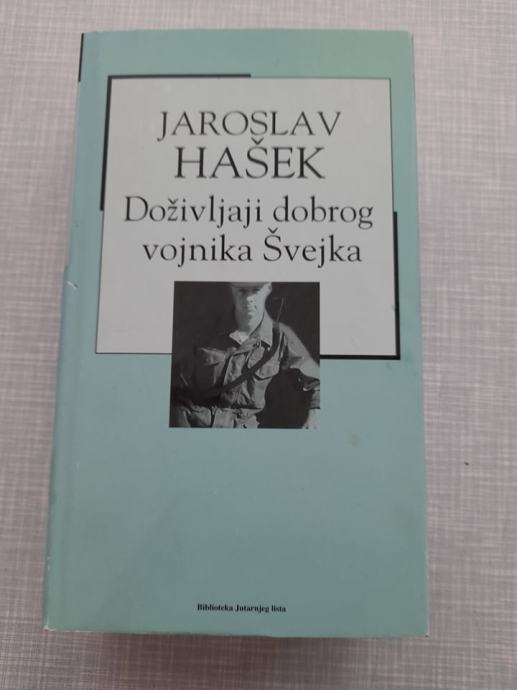 JAROSLAV
HAŠEK
Doživljaji dobrog
vojnika Švejka
Biblioteka Jutarnjeg lista